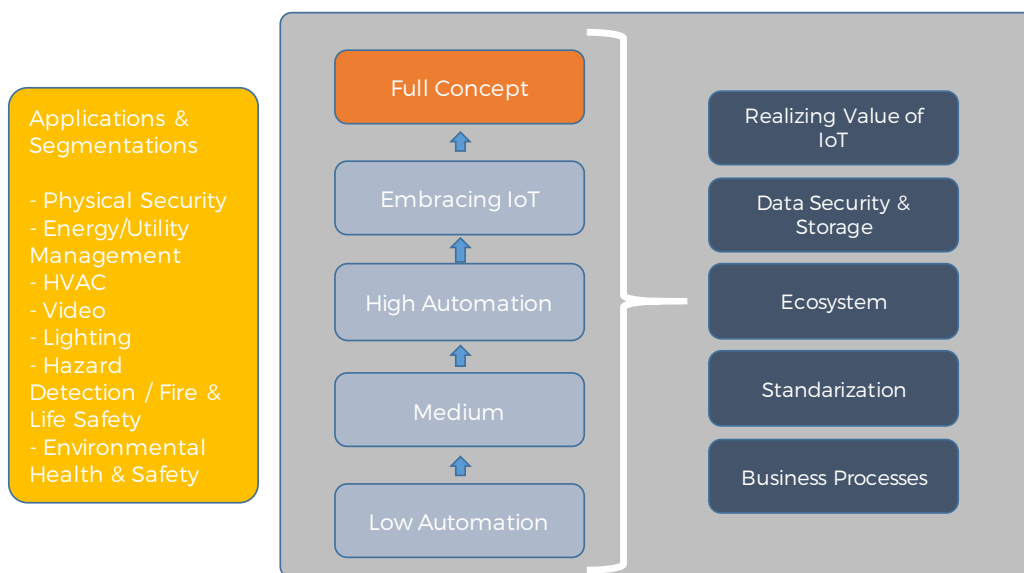 Applications &
Segmentations
- Physical Security
- Energy/Utility
Management
- HVAC
- Video
- Lighting
- Hazard
Detection / Fire &
Life Safety
- Environmental
Health & Safety
Full Concept
Embracing IoT
High Automation
Medium
Low Automation
Realizing Value of
IoT
Data Security &
Storage
Ecosystem
Standarization
Business Processes